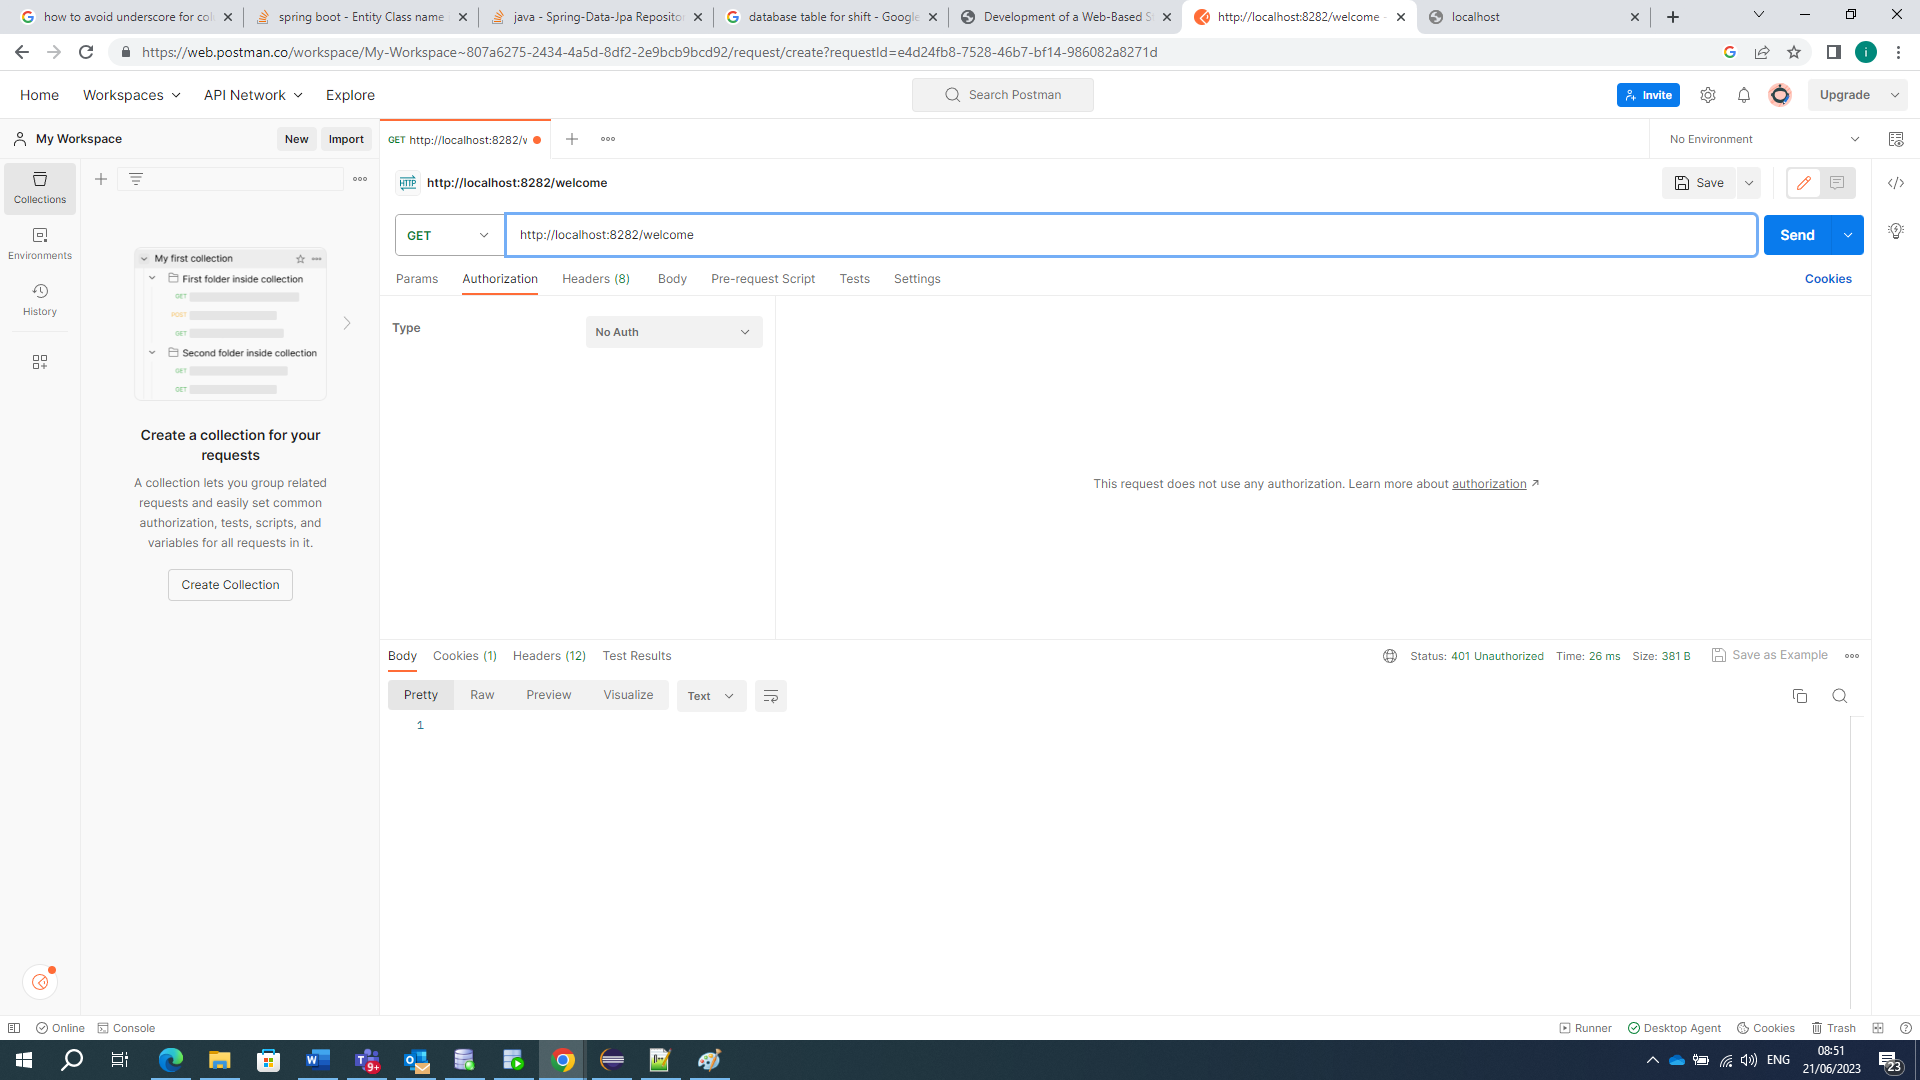 how to avoid underscore for col
spring boot - Entity Class name
java - Spring-Data-Jpa Reposito
database table for shift - Google
Development of a Web-Based S
http://localhost:8282/welcome -
localhost
https://web.postman.co/workspace/My-Workspace~807a6275-2434-4a5d-8df2-2e9bcb9bcd92/request/create?requestId=e4d24fb8-7528-46b7-bf14-986082a8271d
i
Home
Workspaces
API Network
Explore
Search Postman
Invite
Upgrade
My Workspace
New
Import
GET http://localhost:8282/v
No Environment
Collections
Environments
History
HTTP
http://localhost:8282/welcome
Save
GET
http://localhost:8282/welcome
Send
Params
Authorization
Headers (8)
Body
Pre-request Script
Tests
Settings
Cookies
My first collection
First folder inside collection
GET
POST
GET
Second folder inside collection
GET
GET
Create a collection for your
requests
A collection lets you group related
requests and easily set common
authorization, tests, scripts, and
variables for all requests in it.
Create Collection
Type
No Auth
This request does not use any authorization. Learn more about authorization ↗
Body
Cookies (1)
Headers (12)
Test Results
Status: 401 Unauthorized
Time: 26 ms
Size: 381 B
Save as Example
Pretty
Raw
Preview
Visualize
Text
1
Online
Console
Runner
Desktop Agent
Cookies
Trash
9+
ENG
08:51
21/06/2023
23